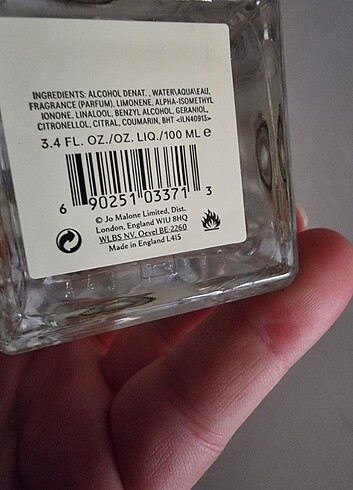 INGREDIENTS: ALCOHOL DENAT. , WATER\AQUA\EAU,
FRAGRANCE (PARFUM), LIMONENE, ALPHA-ISOMETHYL
IONONE, LINALOOL, BENZYL ALCOHOL, GERANIOL,
CITRONELLOL, CITRAL, COUMARIN, BHT <ILN40913>
3.4 FL. OZ./OZ. LIQ./100 ML e
6 90251 03371 3
© Jo Malone Limited, Dist.
London, England W1U 8HQ
WLBS NV. Oevel BE-2260
Made in England L415